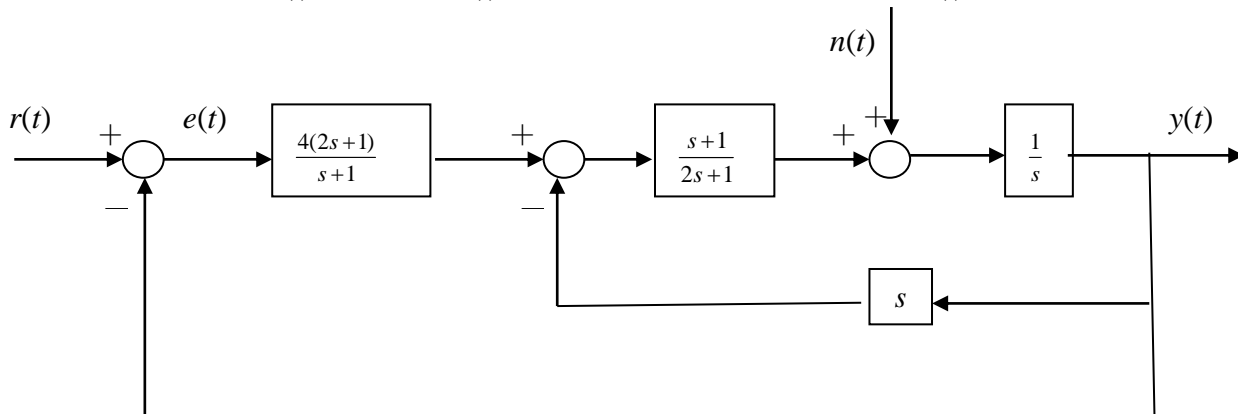 n(t)
r(t)
+
e(t)
4(2s+1)
s+1
+
s+1
2s+1
+
+
1
s
y(t)
−
−
s